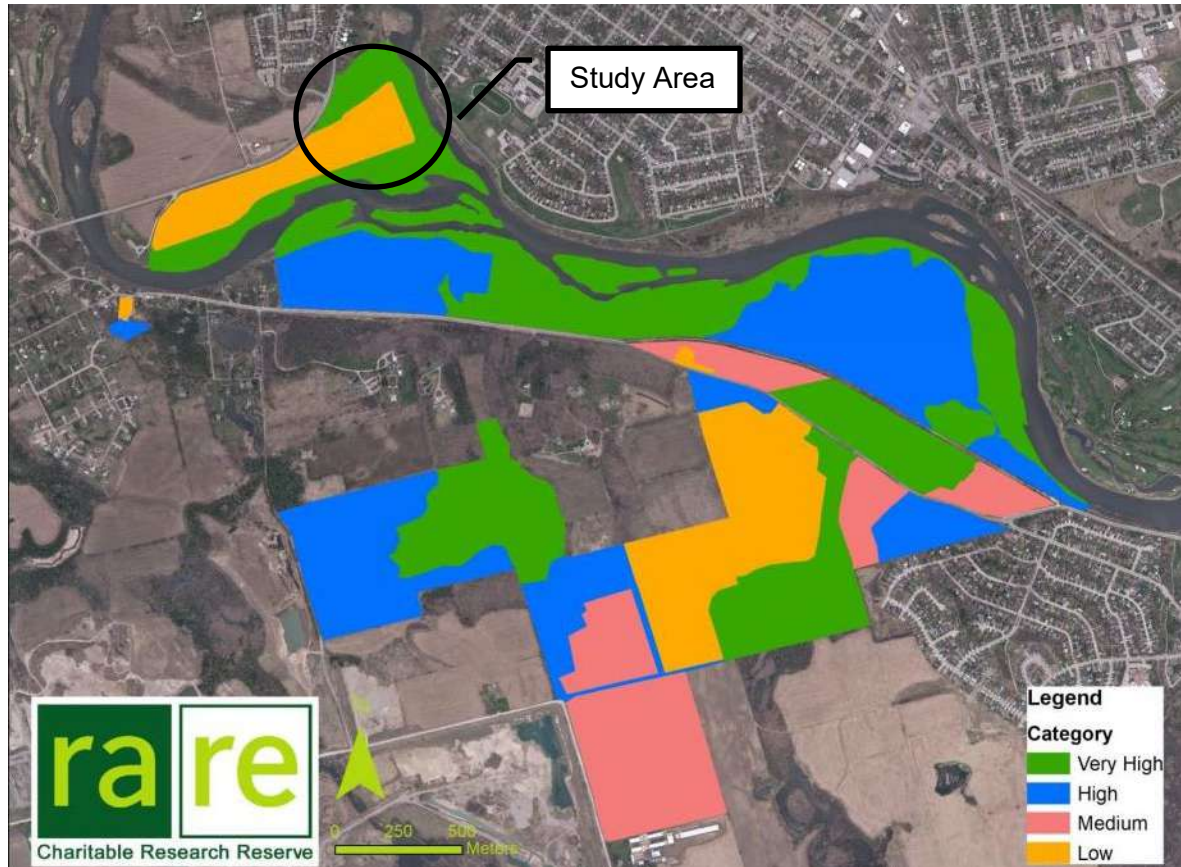 Study Area
ra re
Charitable Research Reserve
0 250 500
Meters
Legend
Category
Very High
High
Medium
Low